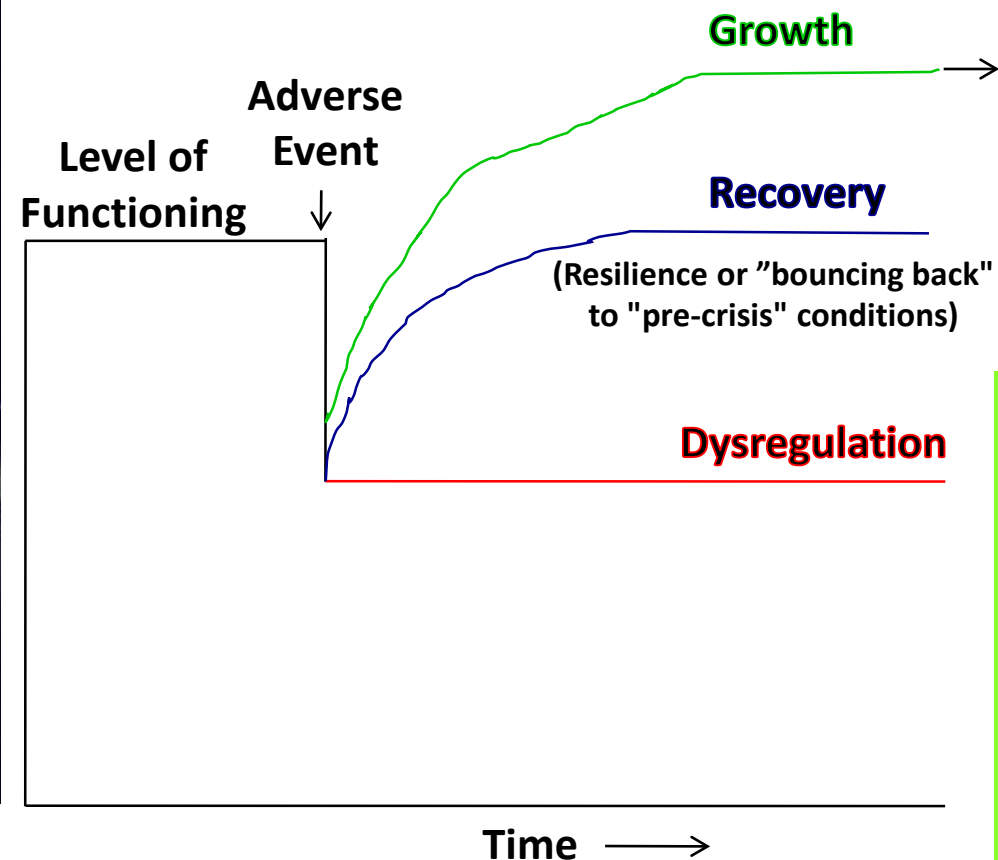 Growth
Adverse
Event
Level of
Functioning
Recovery
(Resilience or ”bouncing back"
to "pre-crisis" conditions)
Dysregulation
Time